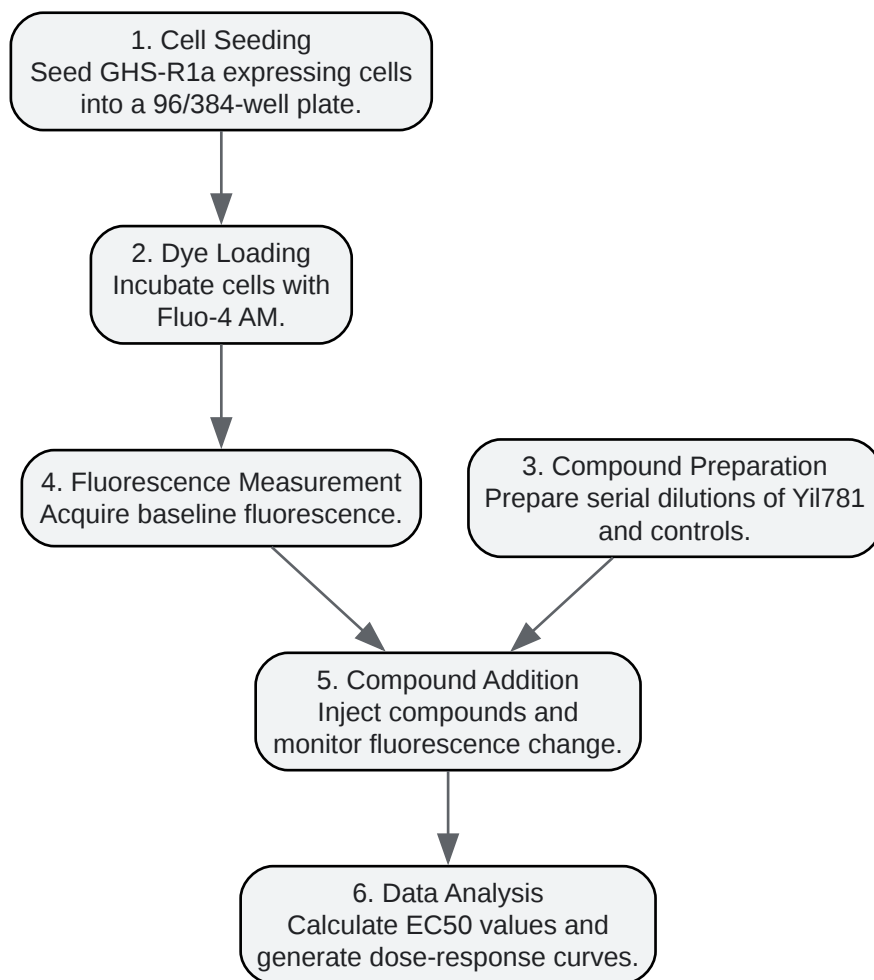 1. Cell Seeding
Seed GHS-R1a expressing cells
into a 96/384-well plate.
2. Dye Loading
Incubate cells with
Fluo-4 AM.
4. Fluorescence Measurement
Acquire baseline fluorescence.
3. Compound Preparation
Prepare serial dilutions of Yil781
and controls.
5. Compound Addition
Inject compounds and
monitor fluorescence change.
6. Data Analysis
Calculate EC50 values and
generate dose-response curves.